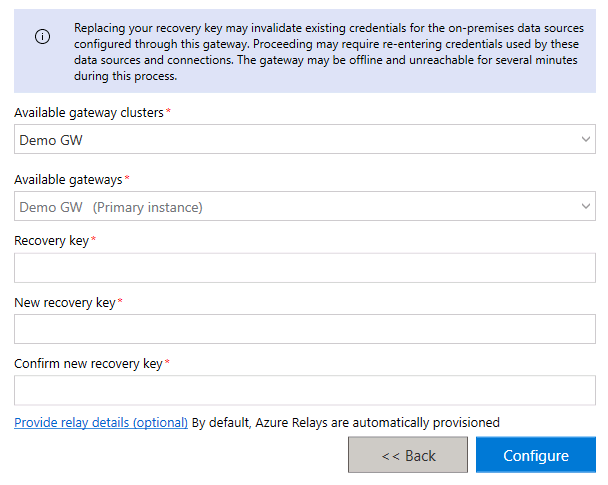 Replacing your recovery key may invalidate existing credentials for the on-premises data sources
configured through this gateway. Proceeding may require re-entering credentials used by these
data sources and connections. The gateway may be offline and unreachable for several minutes
during this process.
Available gateway clusters*
Demo GW
Available gateways*
Demo GW (Primary instance)
Recovery key*
New recovery key*
Confirm new recovery key*
Provide relay details (optional) By default, Azure Relays are automatically provisioned
<< Back
Configure